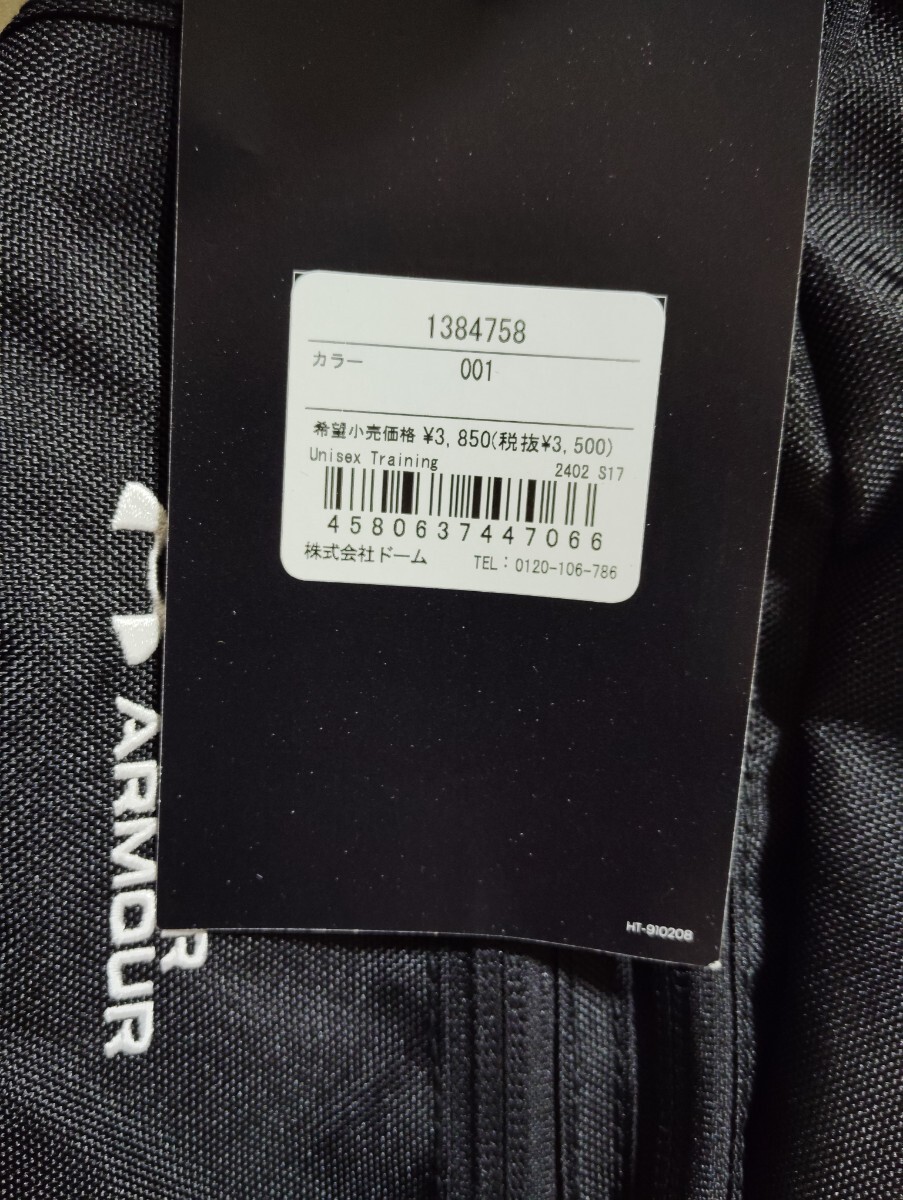 1384758
カラー 001
希望小売価格 ¥3,850(税抜¥3,500)
Unisex Training 2402 S17
4580637447066
株式会社ドーム TEL：0120-106-786
HT-910208
ARMOUR
R